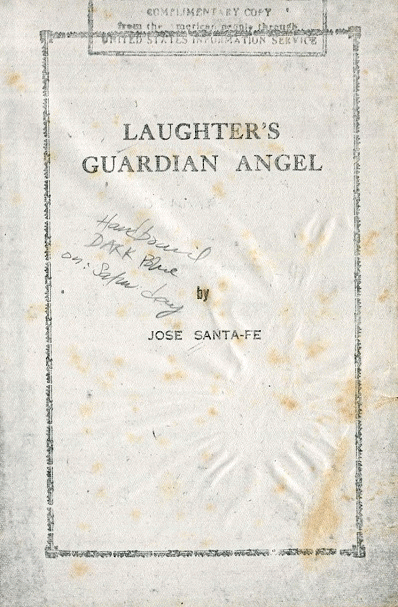 COMPLIMENTARY COPY
from the American people through
UNITED STATES INFORMATION SERVICE
LAUGHTER'S
GUARDIAN ANGEL
Hardbound
DARK Blue
on:
by
JOSE SANTA-FE